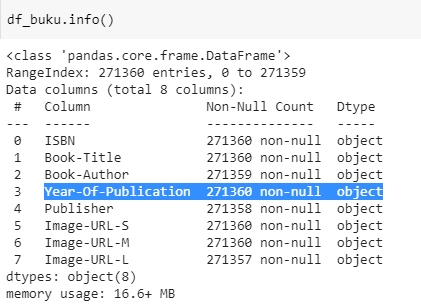 df_buku.info()
<class 'pandas.core.frame.DataFrame'>
RangeIndex: 271360 entries, 0 to 271359
Data columns (total 8 columns):
 #   Column               Non-Null Count   Dtype
---  ------               --------------   -----
 0   ISBN                 271360 non-null  object
 1   Book-Title           271360 non-null  object
 2   Book-Author          271359 non-null  object
 3   Year-Of-Publication  271360 non-null  object
 4   Publisher            271358 non-null  object
 5   Image-URL-S          271360 non-null  object
 6   Image-URL-M          271360 non-null  object
 7   Image-URL-L          271357 non-null  object
dtypes: object(8)
memory usage: 16.6+ MB